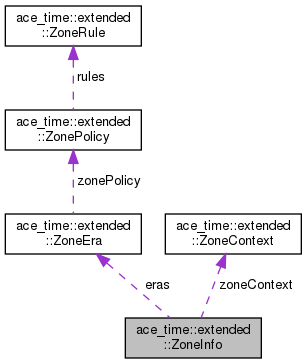 ace_time::extended
::ZoneRule
rules
ace_time::extended
::ZonePolicy
zonePolicy
ace_time::extended
::ZoneEra
ace_time::extended
::ZoneContext
eras
zoneContext
ace_time::extended
::ZoneInfo